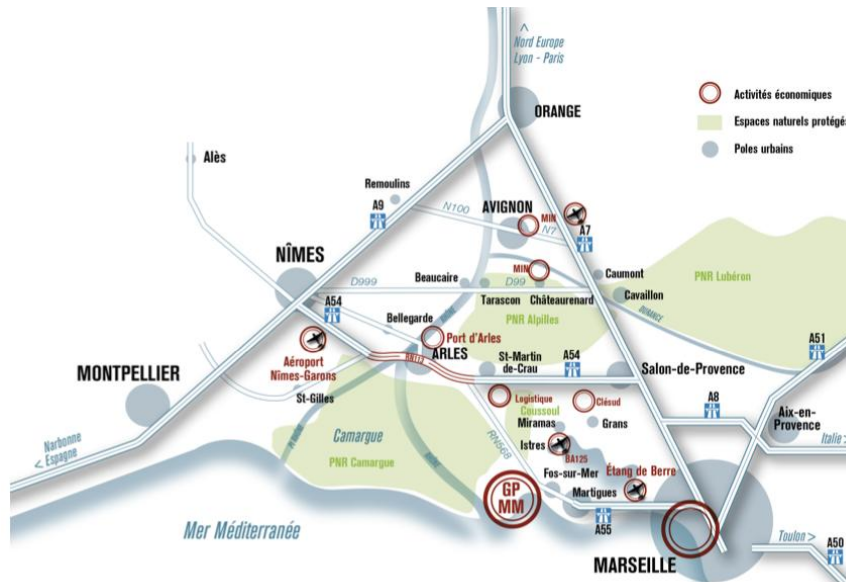 Nord Europe
Lyon - Paris
ORANGE
Activités économiques
Espaces naturels protégés
Poles urbains
Alès
Remoulins
A9
N100
AVIGNON
MIN
N7
A7
NÎMES
MIN
Caumont
PNR Lubéron
Beaucaire
D999
D99
Tarascon
Châteaurenard
Cavaillon
DURANCE
A54
Bellegarde
RHÔNE
PNR Alpilles
Port d'Arles
ARLES
RN113
A51
Aéroport
Nîmes-Garons
St-Martin
de-Crau
A54
Salon-de-Provence
MONTPELLIER
St-Gilles
Logistique
Clésud
A8
Coussoul
Aix-en-
Provence
Miramas
Grans
Camargue
RN568
Narbonne
Espagne
PNR Camargue
Istres
BA125
Italie >
Étang de Berre
Fos-sur-Mer
GP
MM
Martigues
Mer Méditerranée
A55
MARSEILLE
Toulon >
A50